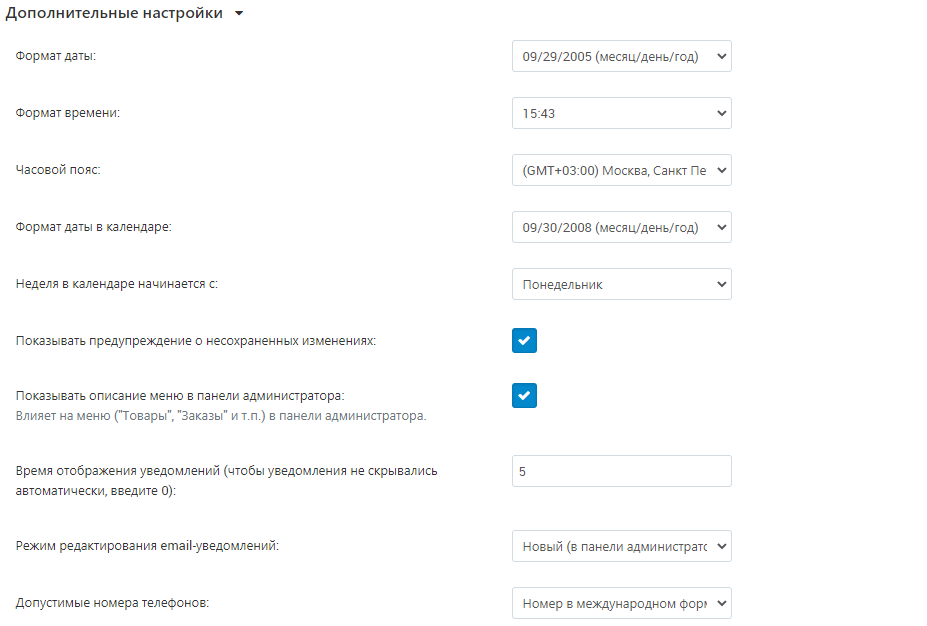 Дополнительные настройки
Формат даты: 09/29/2005 (месяц/день/год)
Формат времени: 15:43
Часовой пояс: (GMT+03:00) Москва, Санкт Пе
Формат даты в календаре: 09/30/2008 (месяц/день/год)
Неделя в календаре начинается с: Понедельник
Показывать предупреждение о несохраненных изменениях:
Показывать описание меню в панели администратора:
Влияет на меню ("Товары", "Заказы" и т.п.) в панели администратора.
Время отображения уведомлений (чтобы уведомления не скрывались 5
автоматически, введите 0):
Режим редактирования email-уведомлений: Новый (в панели администратс
Допустимые номера телефонов: Номер в международном форм